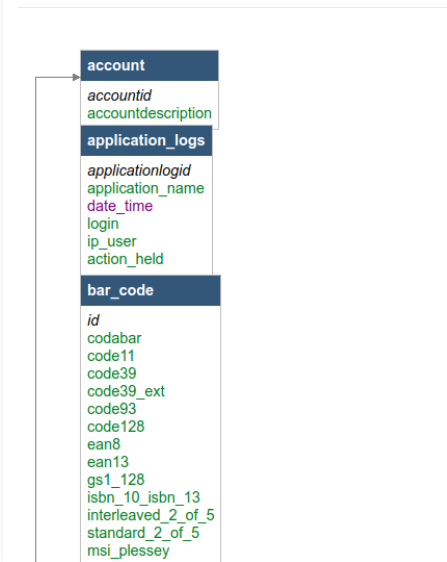 account
accountid
accountdescription
application_logs
applicationlogid
application_name
date_time
login
ip_user
action_held
bar_code
id
codabar
code11
code39
code39_ext
code93
code128
ean8
ean13
gs1_128
isbn_10_isbn_13
interleaved_2_of_5
standard_2_of_5
msi_plessey